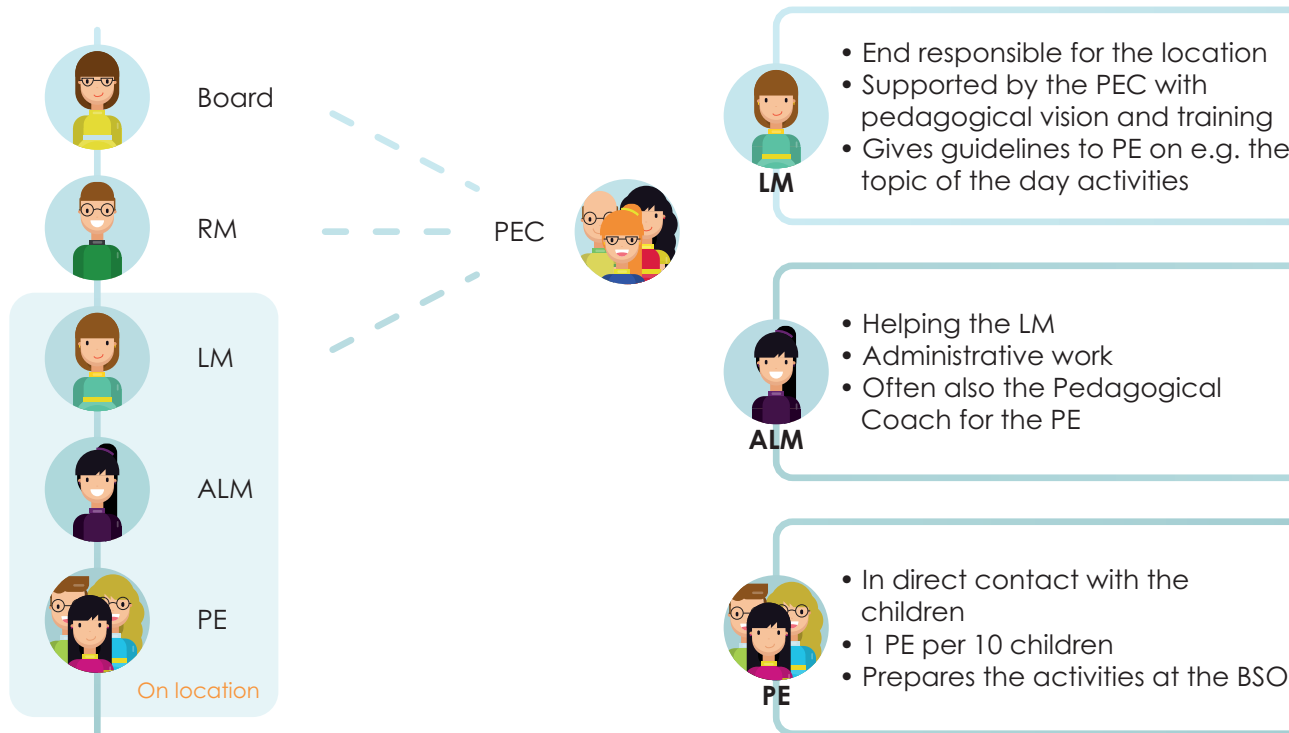 Board
RM
LM
ALM
PE
On location
PEC
• End responsible for the location
• Supported by the PEC with
pedagogical vision and training
• Gives guidelines to PE on e.g. the
topic of the day activities
LM
• Helping the LM
• Administrative work
• Often also the Pedagogical
Coach for the PE
ALM
• In direct contact with the
children
• 1 PE per 10 children
• Prepares the activities at the BSO
PE